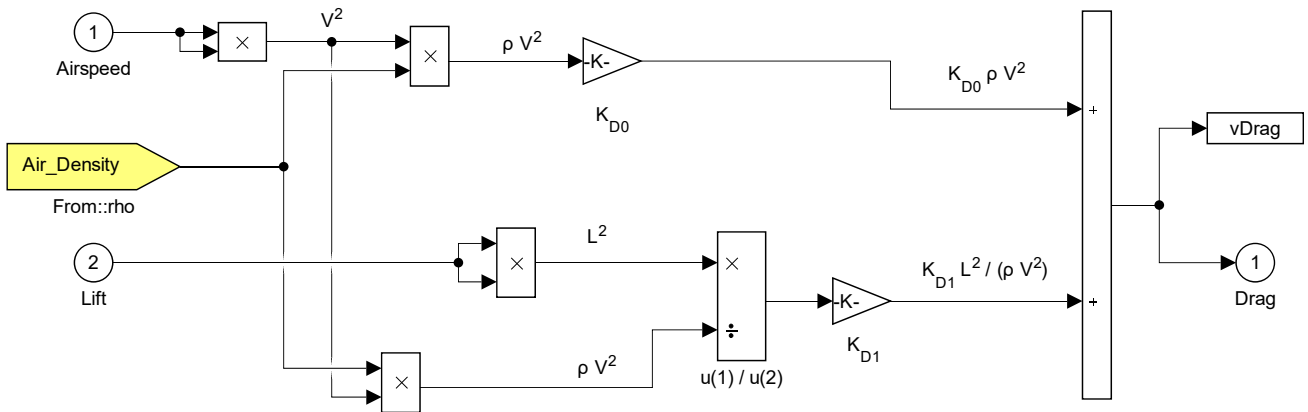 1
Airspeed
×
V²
×
ρ V²
-K-
K_D0
K_D0 ρ V²
+
vDrag
Air_Density
From::rho
2
Lift
×
L²
×
÷
u(1) / u(2)
-K-
K_D1
K_D1 L² / (ρ V²)
+
1
Drag
×
ρ V²